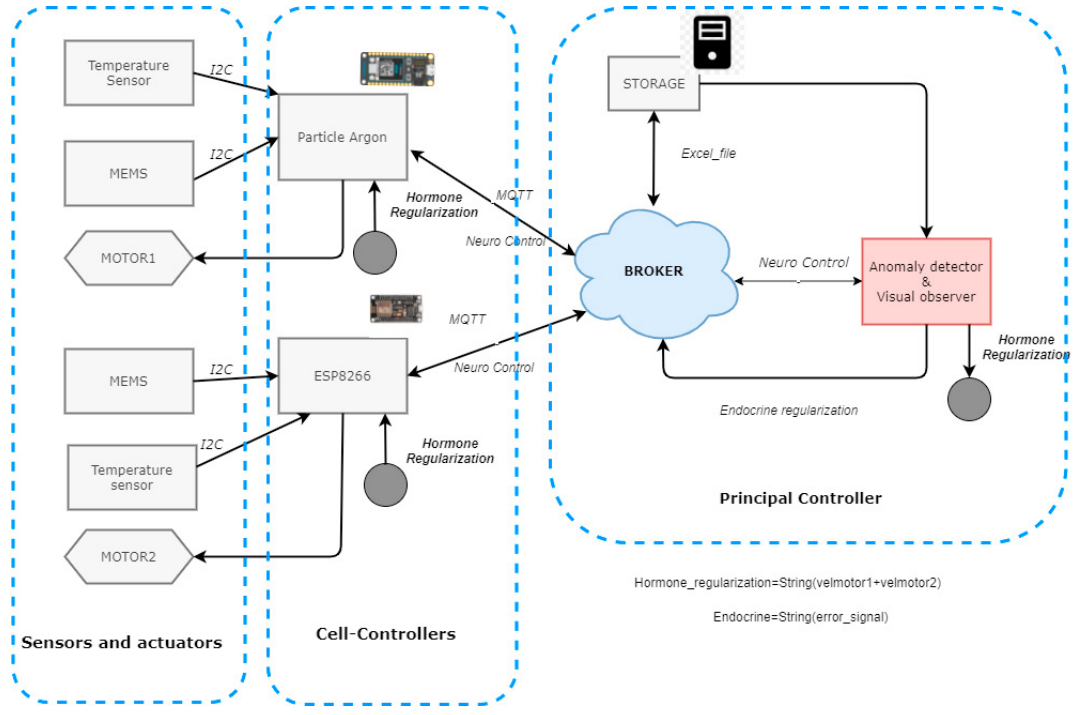 Temperature
Sensor
I2C
MEMS
I2C
MOTOR1
Particle Argon
Hormone
Regularization
MQTT
Neuro Control
MEMS
I2C
Temperature
sensor
I2C
MOTOR2
ESP8266
Hormone
Regularization
MQTT
Neuro Control
Sensors and actuators
Cell-Controllers
STORAGE
Excel_file
BROKER
Neuro Control
Anomaly detector
&
Visual observer
Hormone
Regularization
Endocrine regularization
Principal Controller
Hormone_regularization=String(velmotor1+velmotor2)
Endocrine=String(error_signal)